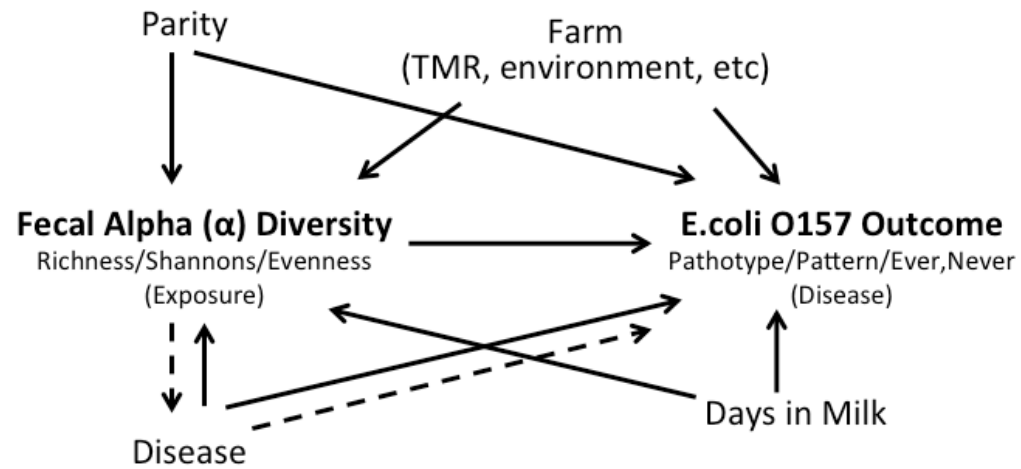 Parity
Farm
(TMR, environment, etc)
Fecal Alpha (α) Diversity
Richness/Shannons/Evenness
(Exposure)
E.coli O157 Outcome
Pathotype/Pattern/Ever,Never
(Disease)
Disease
Days in Milk